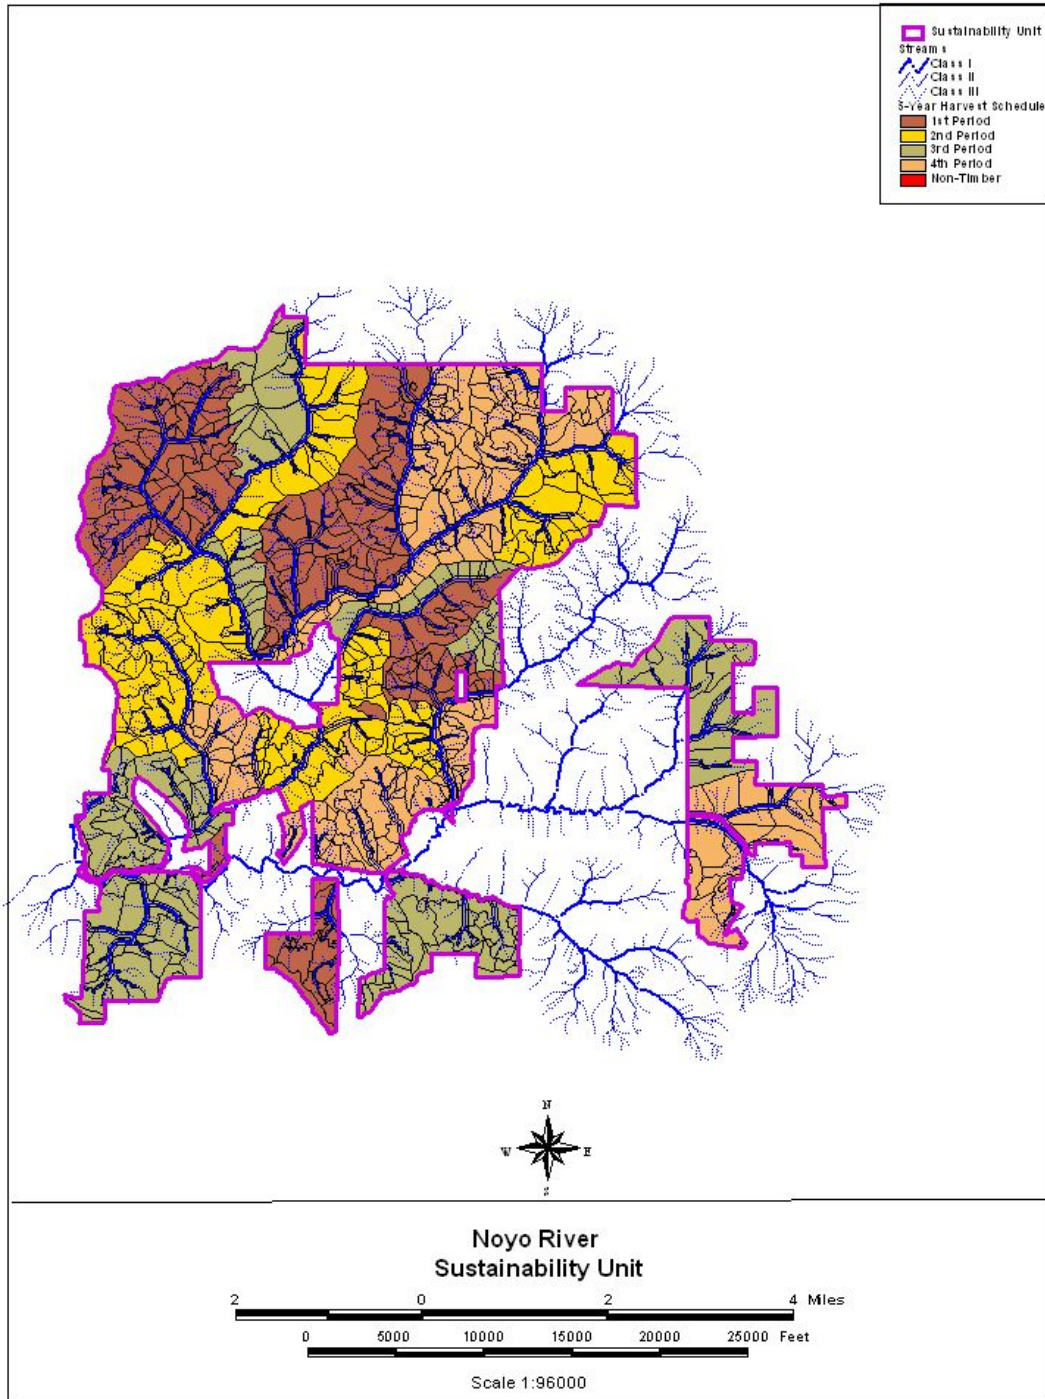 Sustainability Unit
Streams
Class I
Class II
Class III
5-Year Harvest Schedule
1st Period
2nd Period
3rd Period
4th Period
Non-Timber
N
W E
S
Noyo River
Sustainability Unit
2 0 2 4 Miles
0 5000 10000 15000 20000 25000 Feet
Scale 1:96000